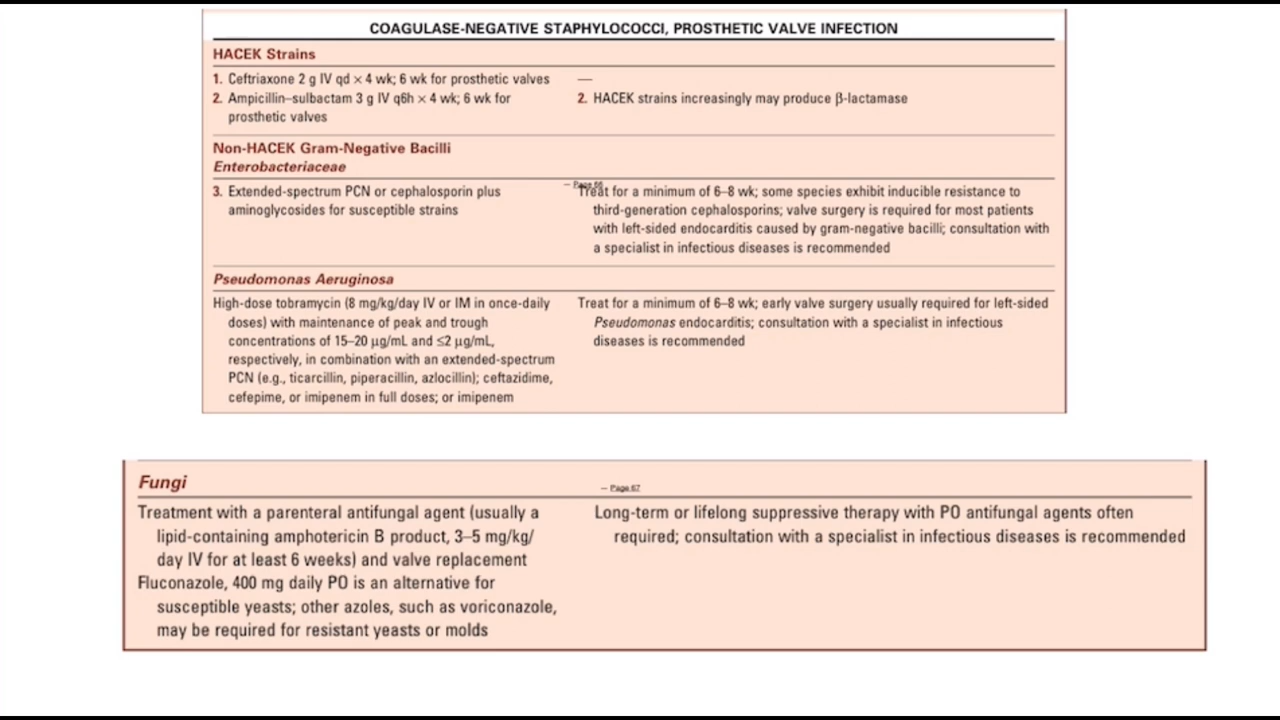 COAGULASE-NEGATIVE STAPHYLOCOCCI, PROSTHETIC VALVE INFECTION
HACEK Strains
1. Ceftriaxone 2 g IV qd × 4 wk; 6 wk for prosthetic valves
—
2. Ampicillin–sulbactam 3 g IV q6h × 4 wk; 6 wk for
prosthetic valves
2. HACEK strains increasingly may produce β-lactamase
Non-HACEK Gram-Negative Bacilli
Enterobacteriaceae
3. Extended-spectrum PCN or cephalosporin plus
aminoglycosides for susceptible strains
— Page 66
Treat for a minimum of 6–8 wk; some species exhibit inducible resistance to
third-generation cephalosporins; valve surgery is required for most patients
with left-sided endocarditis caused by gram-negative bacilli; consultation with
a specialist in infectious diseases is recommended
Pseudomonas Aeruginosa
High-dose tobramycin (8 mg/kg/day IV or IM in once-daily
doses) with maintenance of peak and trough
concentrations of 15–20 μg/mL and ≤2 μg/mL,
respectively, in combination with an extended-spectrum
PCN (e.g., ticarcillin, piperacillin, azlocillin); ceftazidime,
cefepime, or imipenem in full doses; or imipenem
Treat for a minimum of 6–8 wk; early valve surgery usually required for left-sided
Pseudomonas endocarditis; consultation with a specialist in infectious
diseases is recommended
Fungi
— Page 67
Treatment with a parenteral antifungal agent (usually a
lipid-containing amphotericin B product, 3–5 mg/kg/
day IV for at least 6 weeks) and valve replacement
Fluconazole, 400 mg daily PO is an alternative for
susceptible yeasts; other azoles, such as voriconazole,
may be required for resistant yeasts or molds
Long-term or lifelong suppressive therapy with PO antifungal agents often
required; consultation with a specialist in infectious diseases is recommended